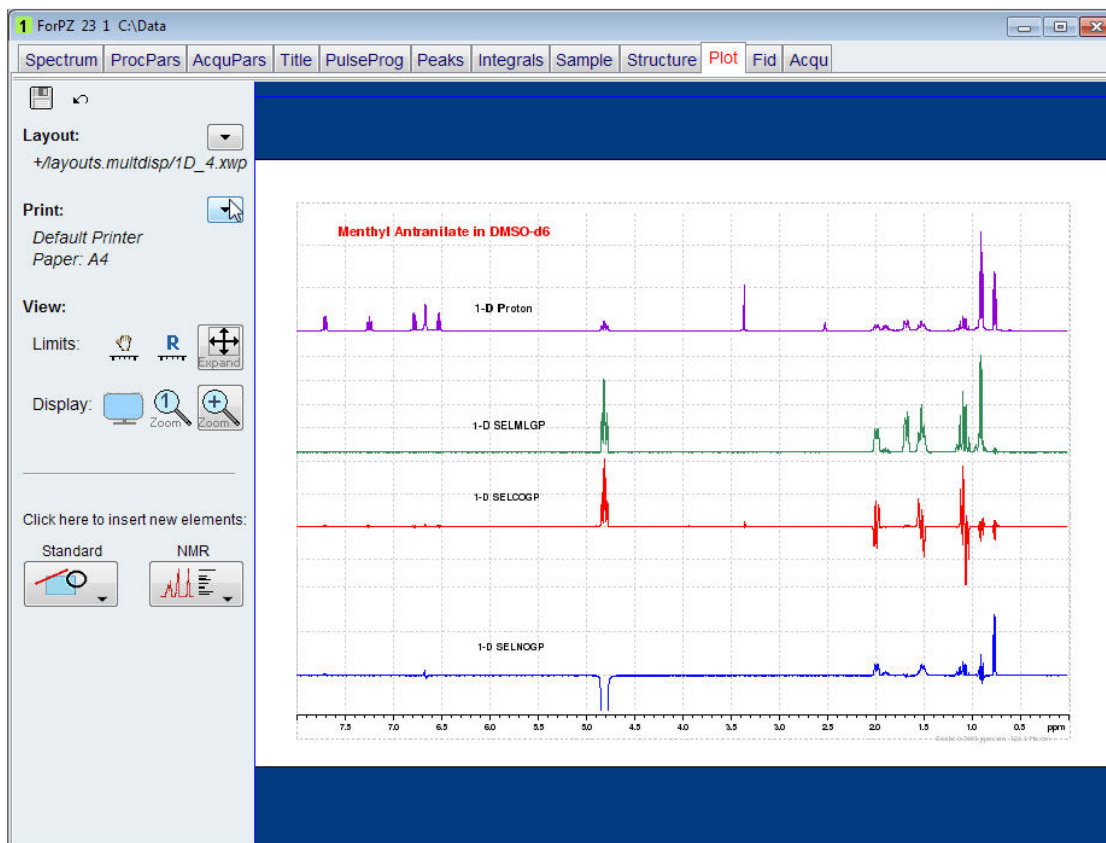 1 ForPZ 23 1 C:\Data
Spectrum ProcPars AcquPars Title PulseProg Peaks Integrals Sample Structure Plot Fid Acqu
Layout:
+/layouts.multdisp/1D_4.xwp
Print:
Default Printer
Paper: A4
View:
Limits: R Expand
Display: 1 Zoom Zoom
Click here to insert new elements:
Standard NMR
Menthyl Antranilate in DMSO-d6
1-D Proton
1-D SELMLGP
1-D SELCOGP
1-D SELNOGP
7.5 7.0 6.5 6.0 5.5 5.0 4.5 4.0 3.5 3.0 2.5 2.0 1.5 1.0 0.5 ppm